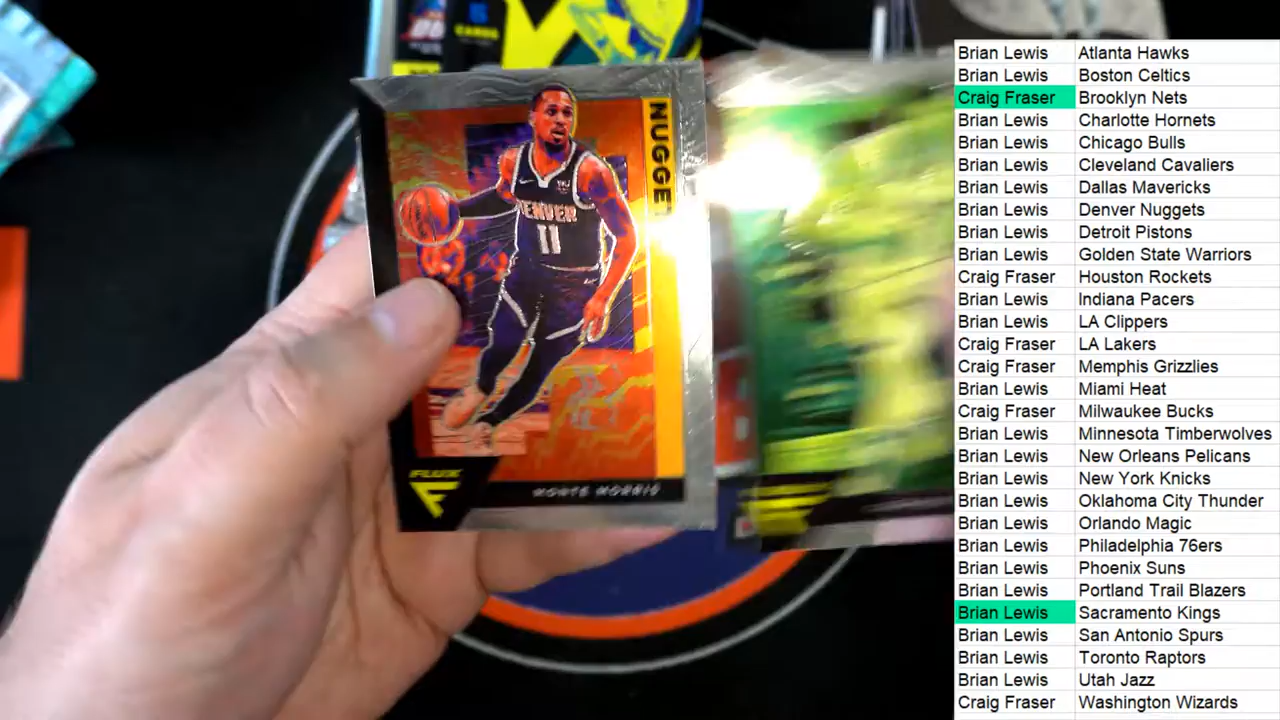 NUGGE
DENVER
11
FLUX
MONTE MORRIS
Brian Lewis Atlanta Hawks
Brian Lewis Boston Celtics
Craig Fraser Brooklyn Nets
Brian Lewis Charlotte Hornets
Brian Lewis Chicago Bulls
Brian Lewis Cleveland Cavaliers
Brian Lewis Dallas Mavericks
Brian Lewis Denver Nuggets
Brian Lewis Detroit Pistons
Brian Lewis Golden State Warriors
Craig Fraser Houston Rockets
Brian Lewis Indiana Pacers
Brian Lewis LA Clippers
Craig Fraser LA Lakers
Craig Fraser Memphis Grizzlies
Brian Lewis Miami Heat
Craig Fraser Milwaukee Bucks
Brian Lewis Minnesota Timberwolves
Brian Lewis New Orleans Pelicans
Brian Lewis New York Knicks
Brian Lewis Oklahoma City Thunder
Brian Lewis Orlando Magic
Brian Lewis Philadelphia 76ers
Brian Lewis Phoenix Suns
Brian Lewis Portland Trail Blazers
Brian Lewis Sacramento Kings
Brian Lewis San Antonio Spurs
Brian Lewis Toronto Raptors
Brian Lewis Utah Jazz
Craig Fraser Washington Wizards